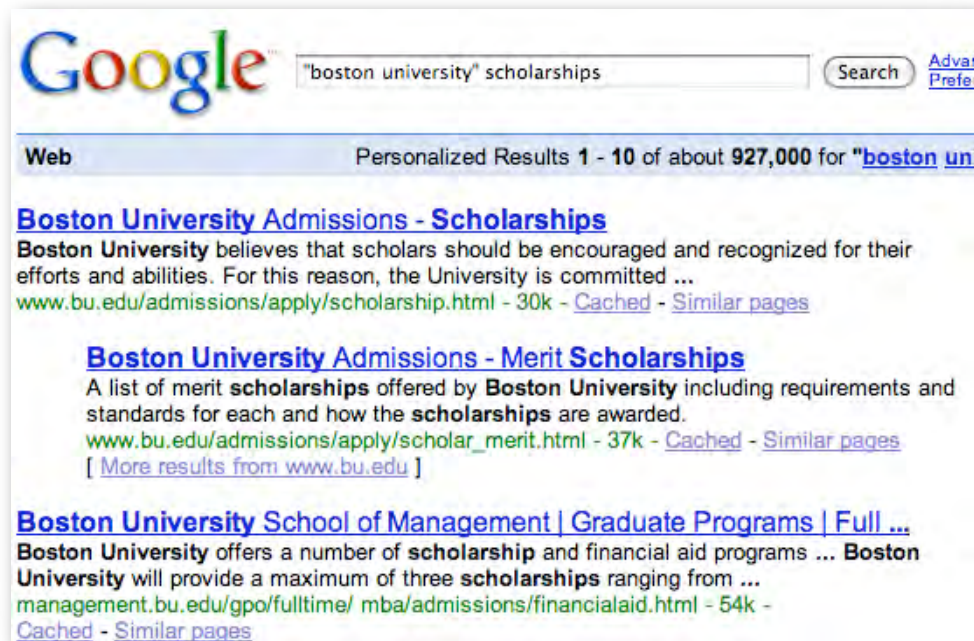 Google "boston university" scholarships Search Advan
Prefer
Web Personalized Results 1 - 10 of about 927,000 for "boston un
Boston University Admissions - Scholarships
Boston University believes that scholars should be encouraged and recognized for their
efforts and abilities. For this reason, the University is committed ...
www.bu.edu/admissions/apply/scholarship.html - 30k - Cached - Similar pages
Boston University Admissions - Merit Scholarships
A list of merit scholarships offered by Boston University including requirements and
standards for each and how the scholarships are awarded.
www.bu.edu/admissions/apply/scholar_merit.html - 37k - Cached - Similar pages
[ More results from www.bu.edu ]
Boston University School of Management | Graduate Programs | Full ...
Boston University offers a number of scholarship and financial aid programs ... Boston
University will provide a maximum of three scholarships ranging from ...
management.bu.edu/gpo/fulltime/ mba/admissions/financialaid.html - 54k -
Cached - Similar pages